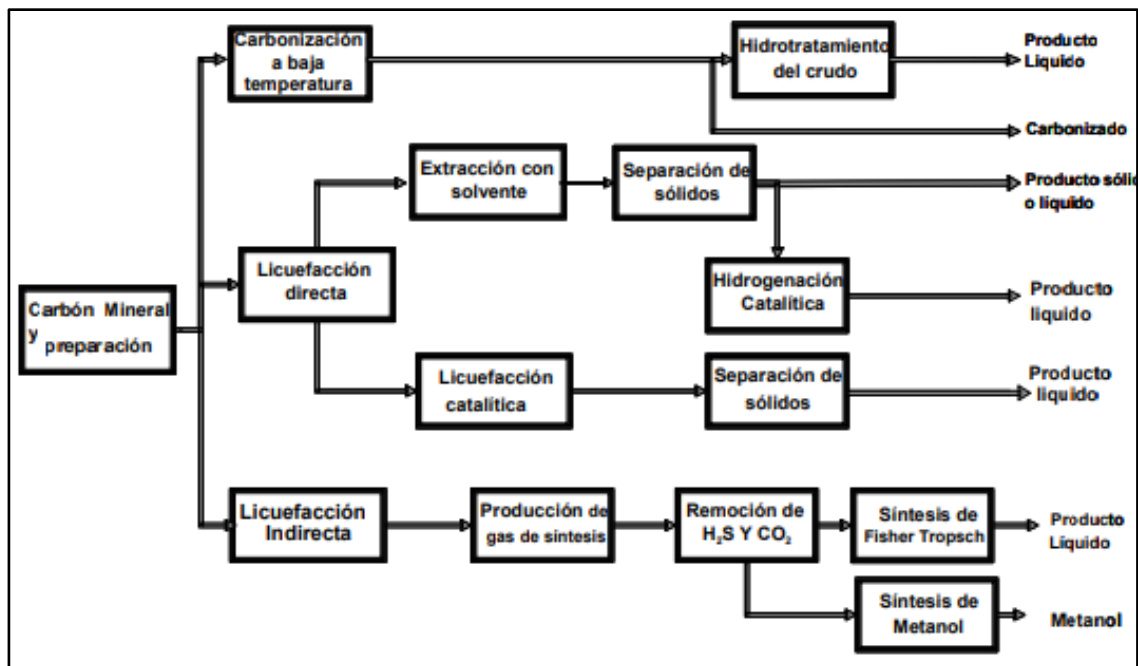 Carbonización
a baja
temperatura
Hidrotratamiento
del crudo
Producto
Líquido
Carbonizado
Extracción con
solvente
Separación de
sólidos
Producto sólid
o líquido
Licuefacción
directa
Hidrogenación
Catalítica
Producto
liquido
Carbón Mineral
y
preparación
Licuefacción
catalítica
Separación de
sólidos
Producto
liquido
Licuefacción
Indirecta
Producción de
gas de síntesis
Remoción de
H₂S Y CO₂
Síntesis de
Fisher Tropsch
Producto
Líquido
Síntesis de
Metanol
Metanol